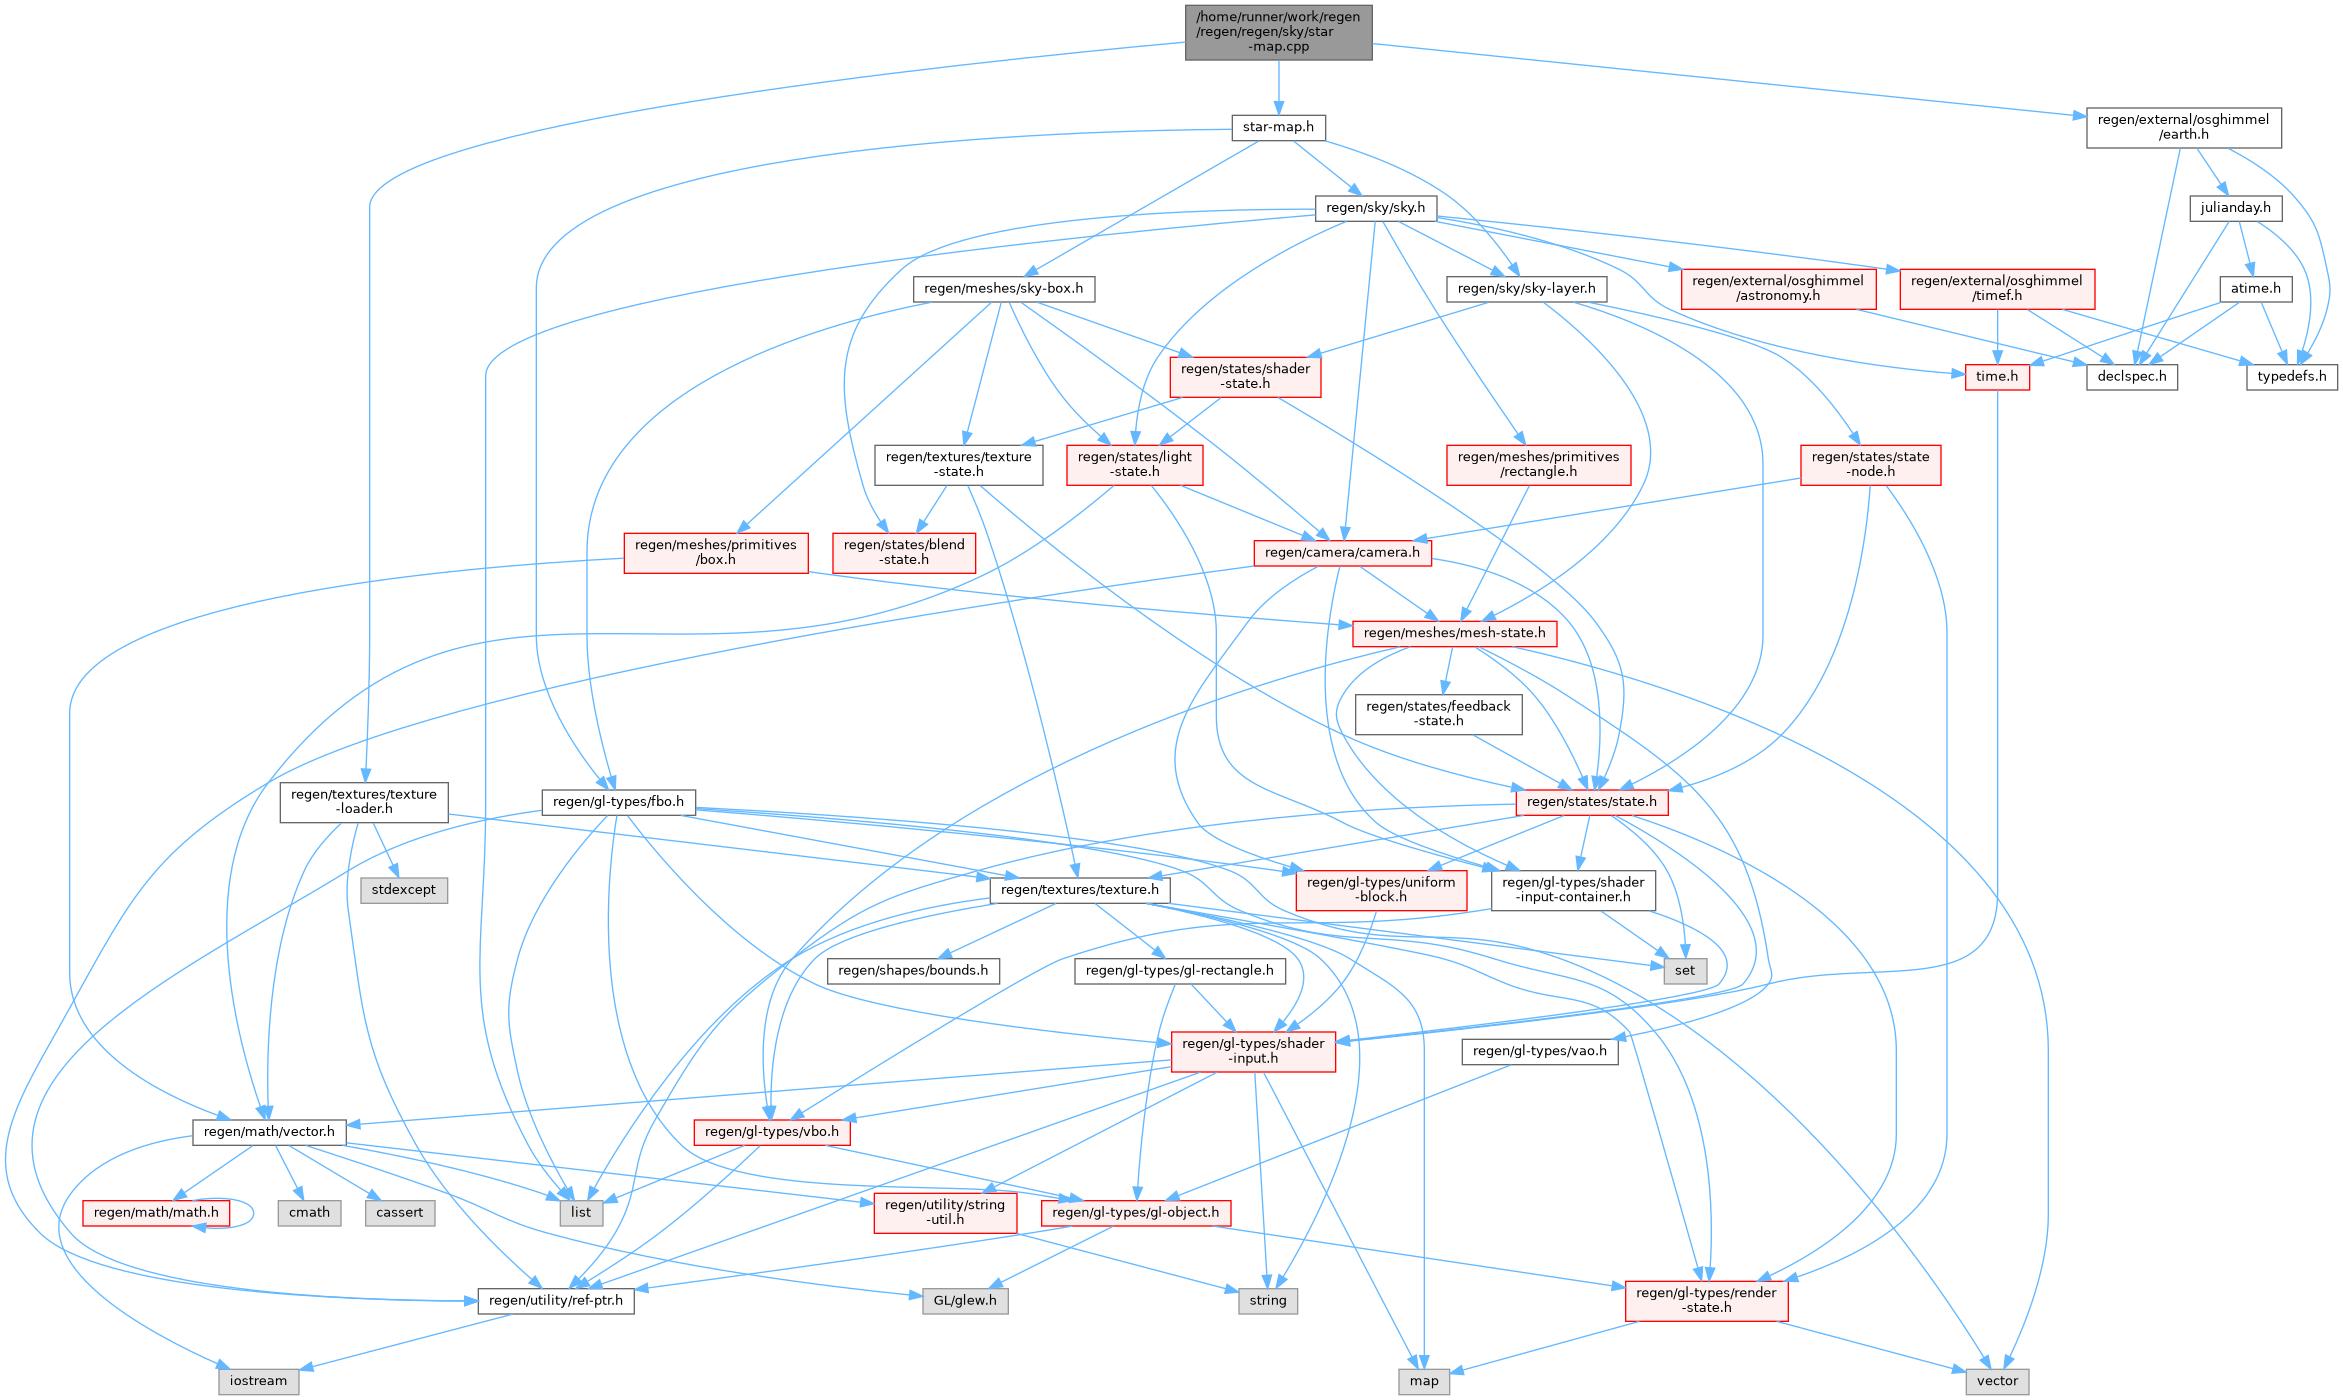 /home/runner/work/regen
/regen/regen/sky/star
-map.cpp
star-map.h
regen/external/osghimmel
/earth.h
regen/sky/sky.h
julianday.h
regen/meshes/sky-box.h
regen/sky/sky-layer.h
regen/external/osghimmel
/astronomy.h
regen/external/osghimmel
/timef.h
atime.h
regen/states/shader
-state.h
time.h
declspec.h
typedefs.h
regen/textures/texture
-state.h
regen/states/light
-state.h
regen/meshes/primitives
/rectangle.h
regen/states/state
-node.h
regen/meshes/primitives
/box.h
regen/states/blend
-state.h
regen/camera/camera.h
regen/meshes/mesh-state.h
regen/states/feedback
-state.h
regen/textures/texture
-loader.h
regen/gl-types/fbo.h
regen/states/state.h
stdexcept
regen/textures/texture.h
regen/gl-types/uniform
-block.h
regen/gl-types/shader
-input-container.h
regen/shapes/bounds.h
regen/gl-types/gl-rectangle.h
set
regen/gl-types/shader
-input.h
regen/gl-types/vao.h
regen/math/vector.h
regen/gl-types/vbo.h
regen/math/math.h
cmath
cassert
list
regen/utility/string
-util.h
regen/gl-types/gl-object.h
regen/utility/ref-ptr.h
GL/glew.h
string
regen/gl-types/render
-state.h
iostream
map
vector